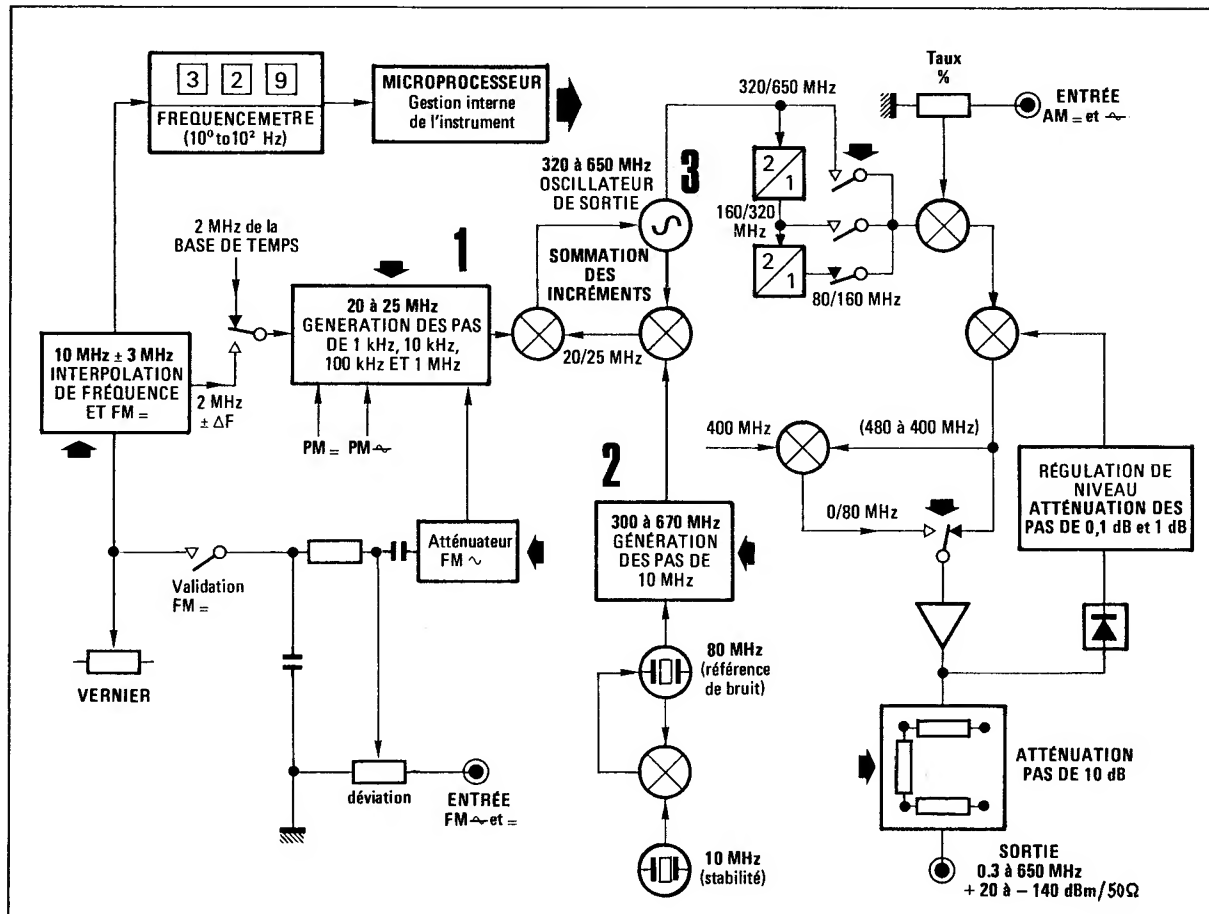 3 2 9
FREQUENCEMETRE
(10⁰ to 10² Hz)
MICROPROCESSEUR
Gestion interne
de l'instrument
320 à 650 MHz
OSCILLATEUR
DE SORTIE
3
320/650 MHz
2/1
160/320
MHz
2/1
80/160 MHz
Taux
%
ENTRÉE
AM = et ~
2 MHz de la
BASE DE TEMPS
1
SOMMATION
DES
INCRÉMENTS
20 à 25 MHz
GENERATION DES PAS
DE 1 kHz, 10 kHz,
100 kHz ET 1 MHz
20/25 MHz
10 MHz ± 3 MHz
INTERPOLATION
DE FRÉQUENCE
ET FM =
2 MHz
± ΔF
PM =
PM ~
400 MHz
(480 à 400 MHz)
0/80 MHz
RÉGULATION DE
NIVEAU
ATTÉNUATION DES
PAS DE 0,1 dB et 1 dB
2
300 à 670 MHz
GÉNÉRATION
DES PAS DE
10 MHz
Atténuateur
FM ~
Validation
FM =
VERNIER
80 MHz
(référence
de bruit)
déviation
ENTRÉE
FM ~ et =
10 MHz
(stabilité)
ATTÉNUATION
PAS DE 10 dB
SORTIE
0.3 à 650 MHz
+ 20 à − 140 dBm/50Ω